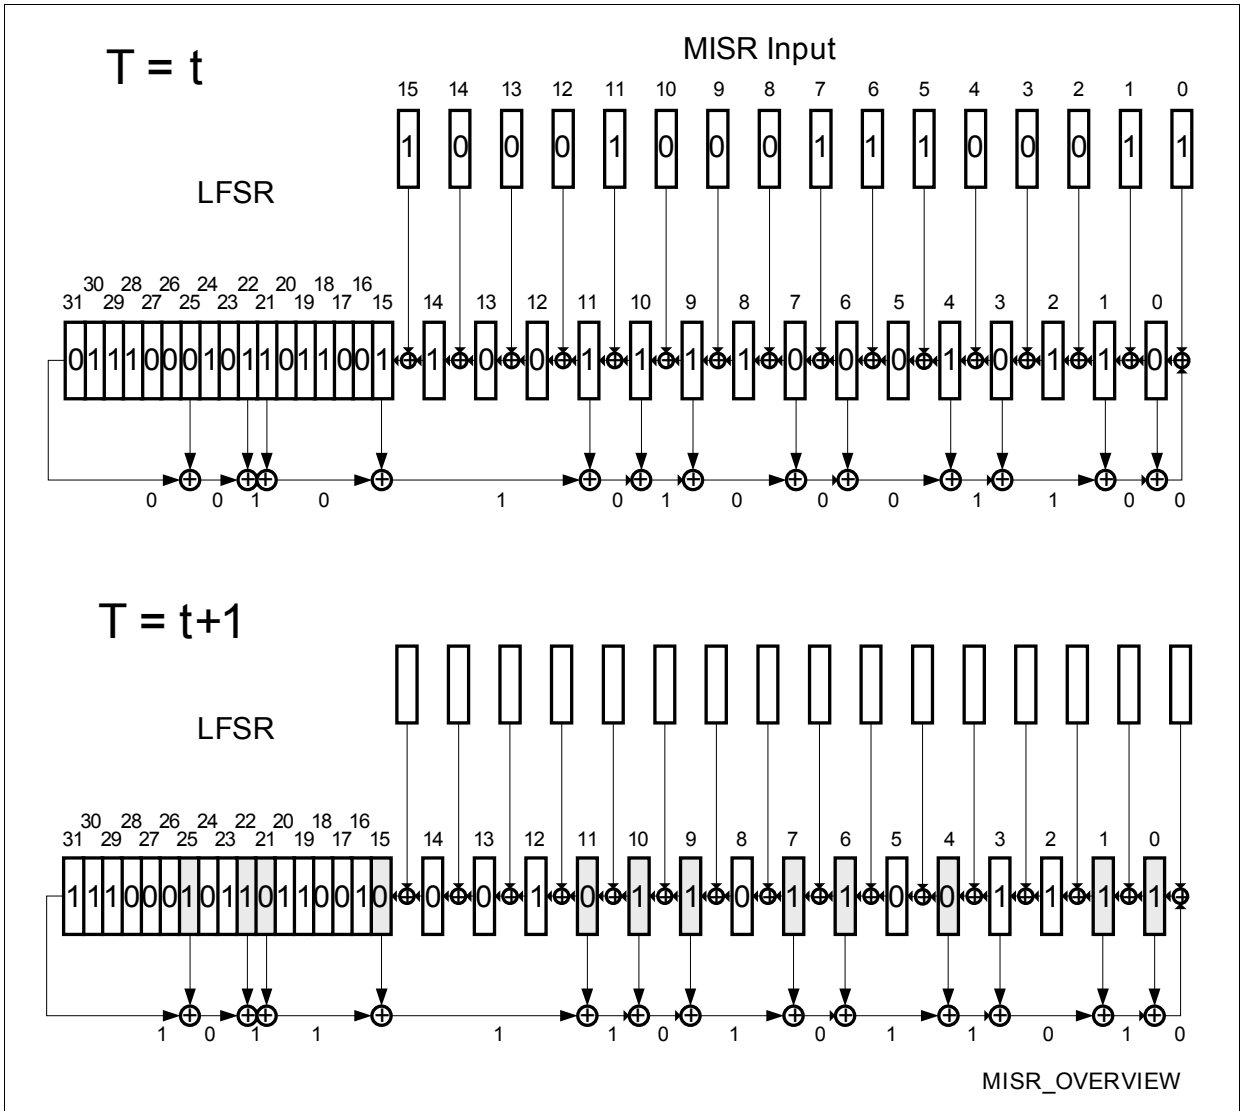 T = t
MISR Input
15 14 13 12 11 10 9 8 7 6 5 4 3 2 1 0
1 0 0 0 1 0 0 0 1 1 1 0 0 0 1 1
LFSR
30 28 26 24 22 20 18 16
31 29 27 25 23 21 19 17 15 14 13 12 11 10 9 8 7 6 5 4 3 2 1 0
0 1 1 1 0 0 0 1 0 1 1 0 1 1 0 0 1 1 0 0 1 1 1 1 0 0 0 1 0 1 1 0
0 0 1 0 1 0 1 0 0 0 1 1 0 0
T = t+1
LFSR
30 28 26 24 22 20 18 16
31 29 27 25 23 21 19 17 15 14 13 12 11 10 9 8 7 6 5 4 3 2 1 0
1 1 1 0 0 0 1 0 1 1 0 1 1 0 0 1 0 0 0 1 0 1 1 0 1 1 0 0 1 1 1 1
1 0 1 1 1 1 0 1 0 1 1 0 1 0
MISR_OVERVIEW